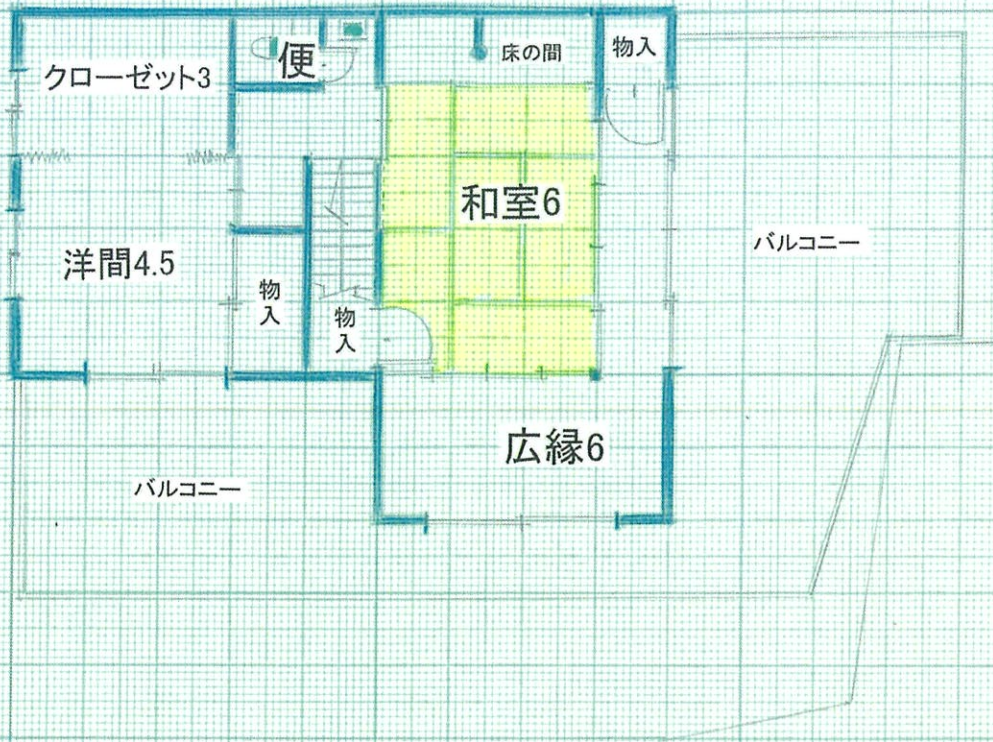 便
床の間
物入
クローゼット3
和室6
バルコニー
洋間4.5
物入
物入
広縁6
バルコニー